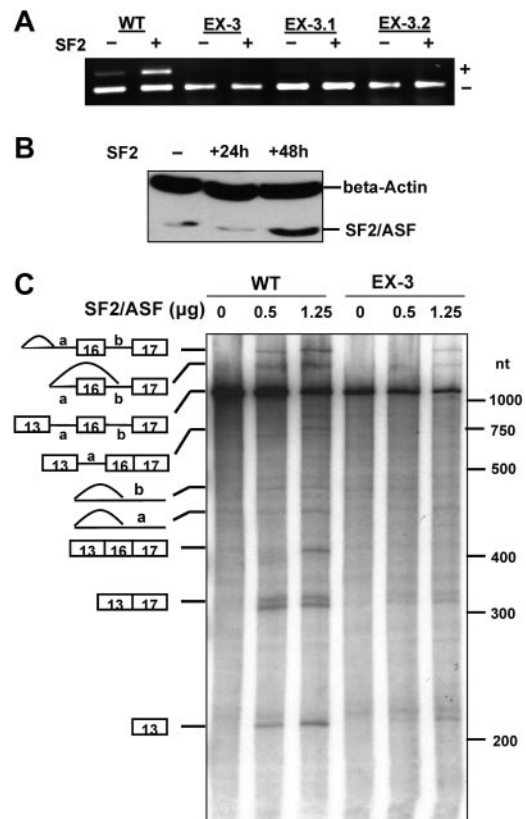 A
WT EX-3 EX-3.1 EX-3.2
SF2 – + – + – + – +
+
–
B
SF2 – +24h +48h
beta-Actin
SF2/ASF
C
WT EX-3
SF2/ASF (µg) 0 0.5 1.25 0 0.5 1.25
a 16 b 17
nt
16 17
a b
1000
13 a 16 b 17
750
13 a 16 17
500
b
a
13 16 17
400
13 17
300
13
200